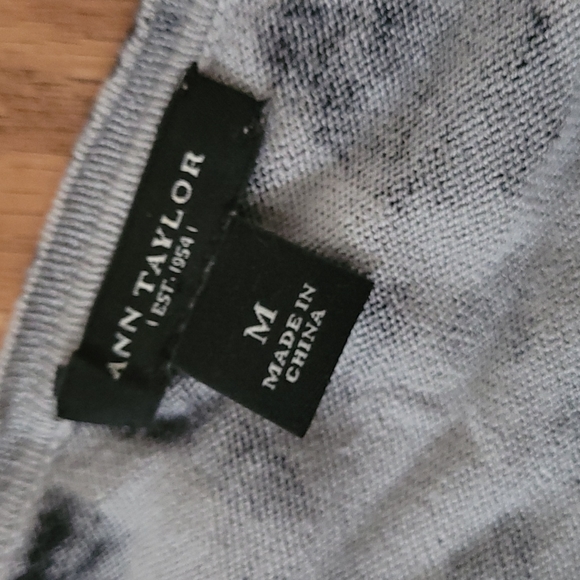 ANN TAYLOR
EST. 1954
M
MADE IN
CHINA